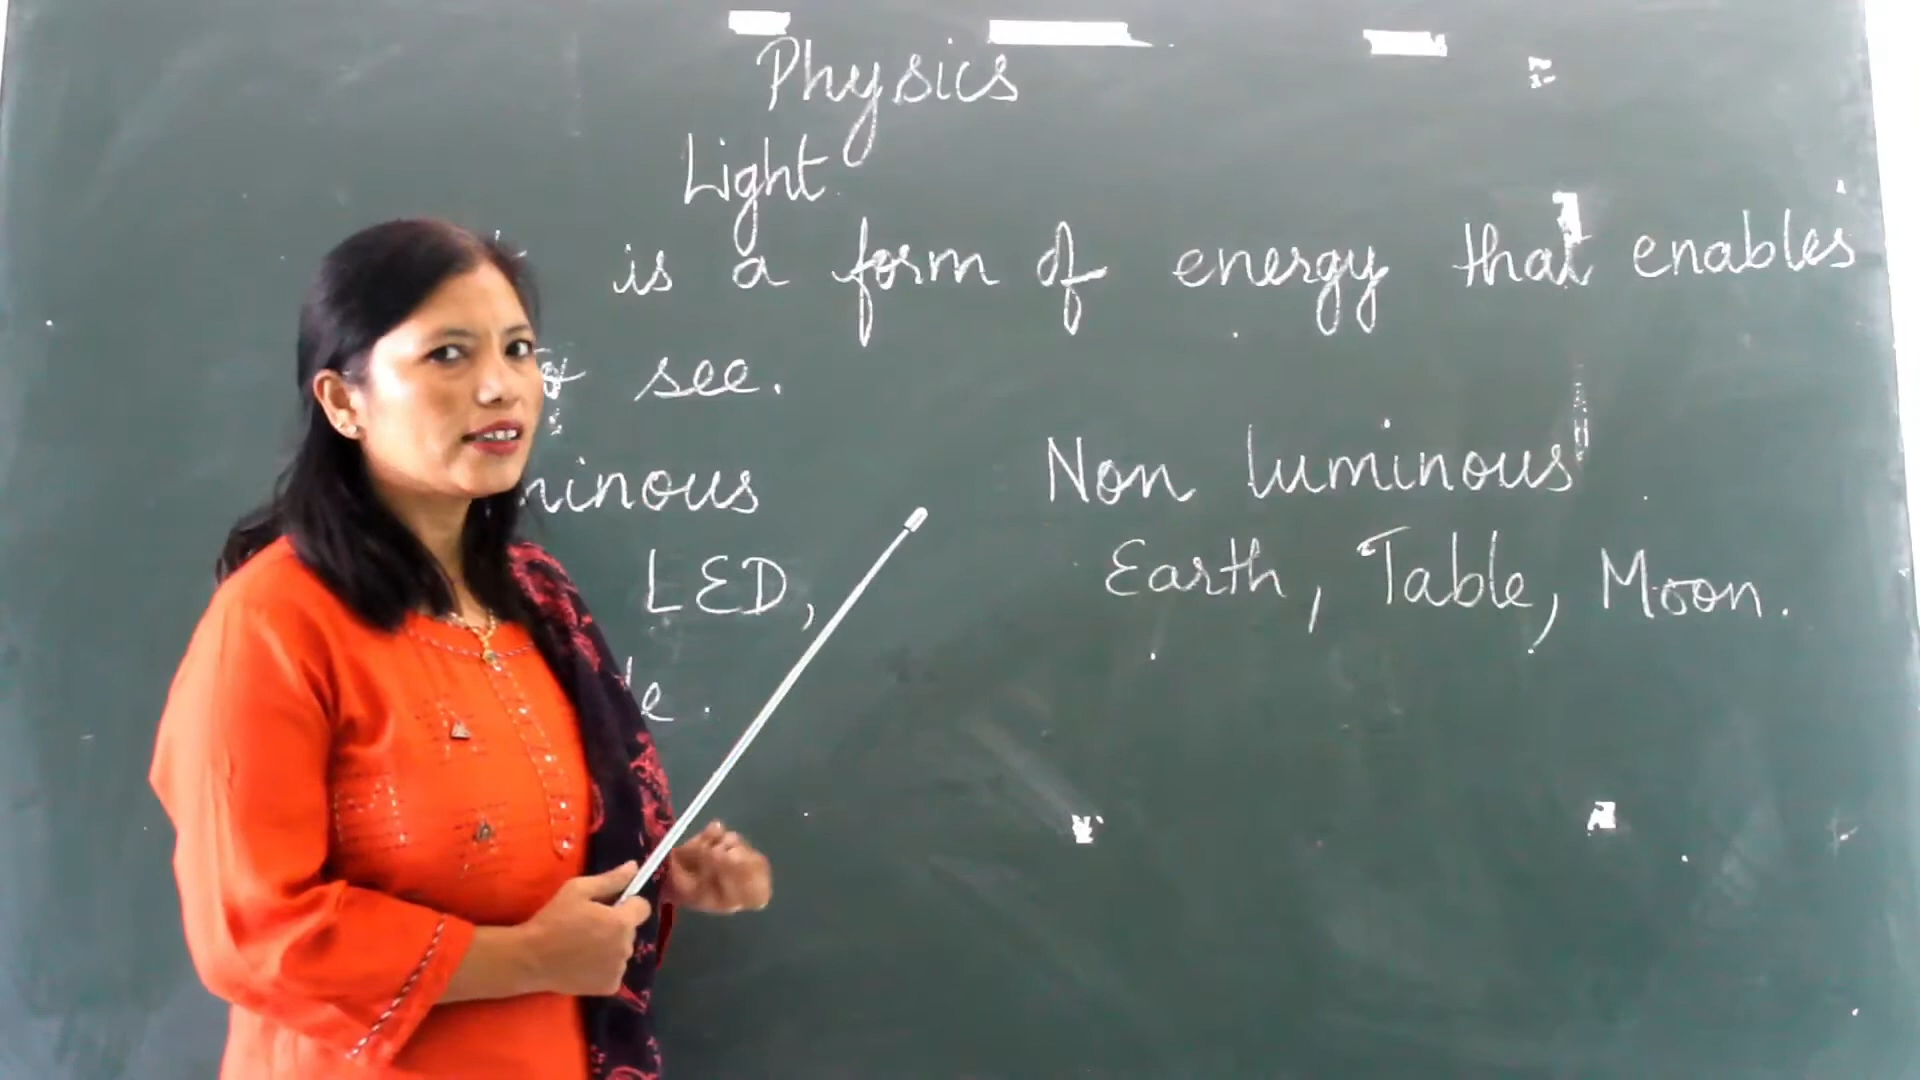 Physics
Light
is a form of energy that enables
see.
Non luminous
LED,
Earth, Table, Moon.